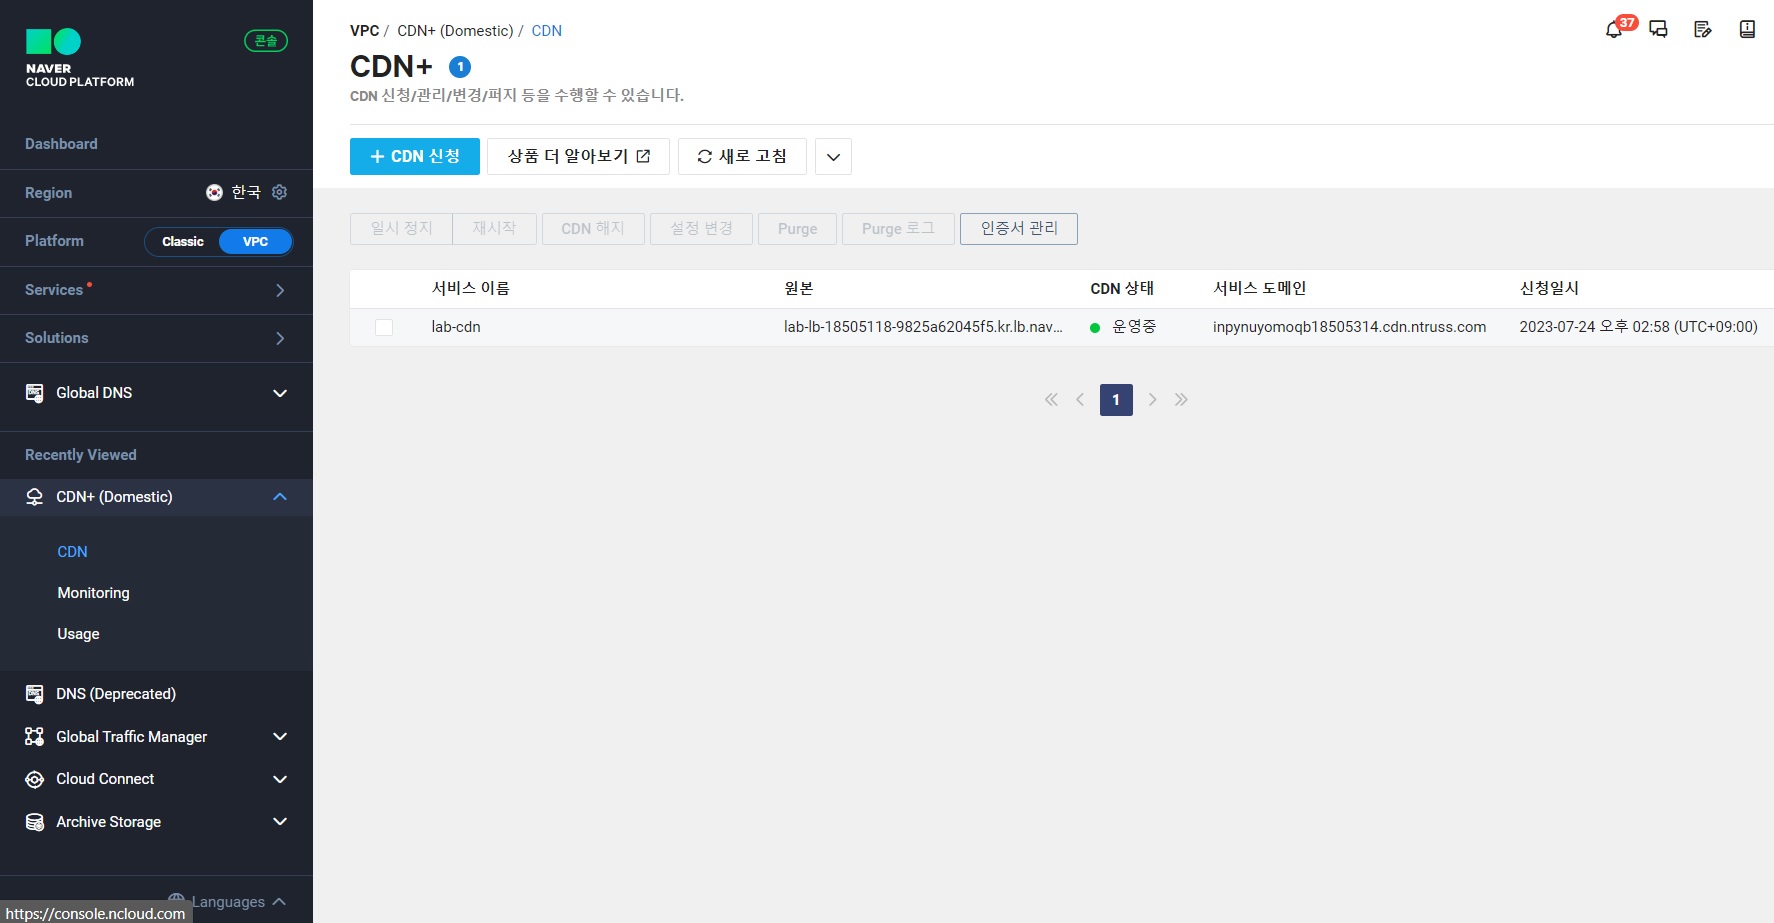 NAVER
CLOUD PLATFORM
콘솔
Dashboard
Region 한국
Platform Classic VPC
Services
Solutions
Global DNS
Recently Viewed
CDN+ (Domestic)
CDN
Monitoring
Usage
DNS (Deprecated)
Global Traffic Manager
Cloud Connect
Archive Storage
Languages
https://console.ncloud.com
VPC / CDN+ (Domestic) / CDN
37
CDN+ 1
CDN 신청/관리/변경/퍼지 등을 수행할 수 있습니다.
+ CDN 신청 상품 더 알아보기 새로 고침
일시 정지 재시작 CDN 해지 설정 변경 Purge Purge 로그 인증서 관리
서비스 이름 원본 CDN 상태 서비스 도메인 신청일시
lab-cdn lab-lb-18505118-9825a62045f5.kr.lb.nav... 운영중 inpynuyomoqb18505314.cdn.ntruss.com 2023-07-24 오후 02:58 (UTC+09:00)
1